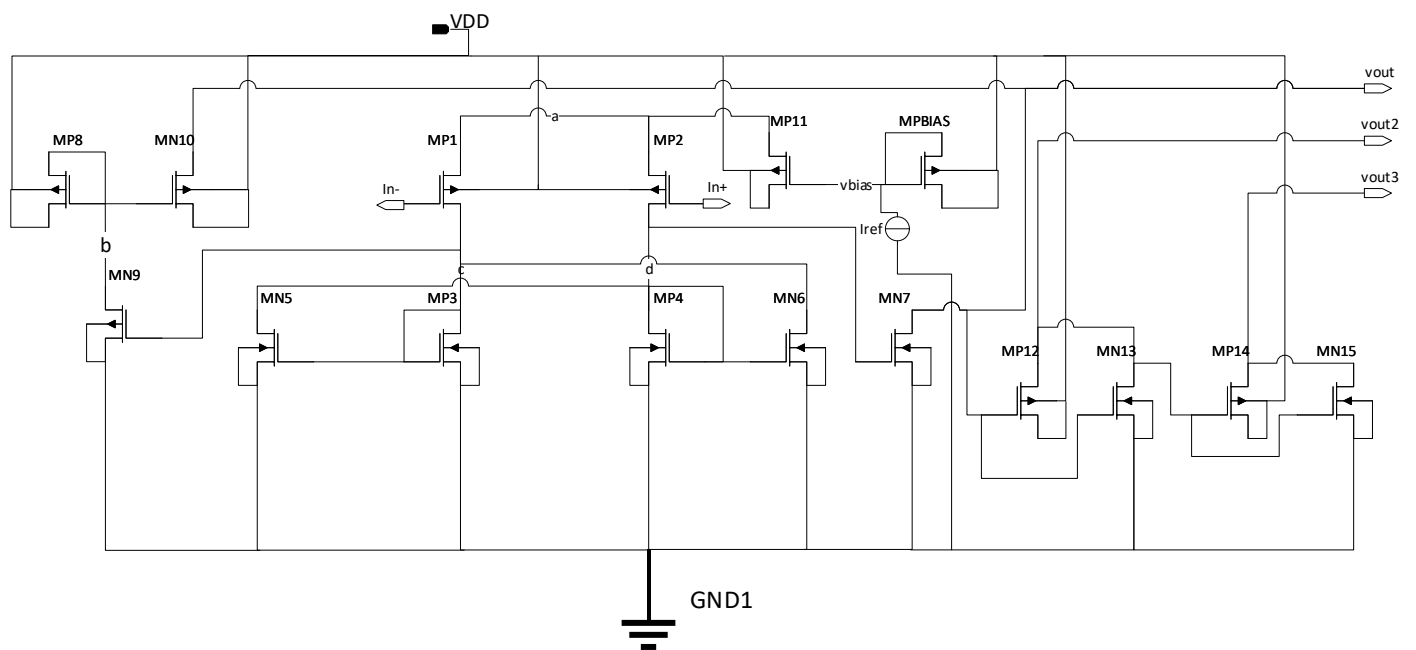 VDD
vout
MP8
MN10
MP1
a
MP2
MP11
MPBIAS
vout2
vout3
In-
In+
vbias
Iref
b
MN9
c
d
MN5
MP3
MP4
MN6
MN7
MP12
MN13
MP14
MN15
GND1